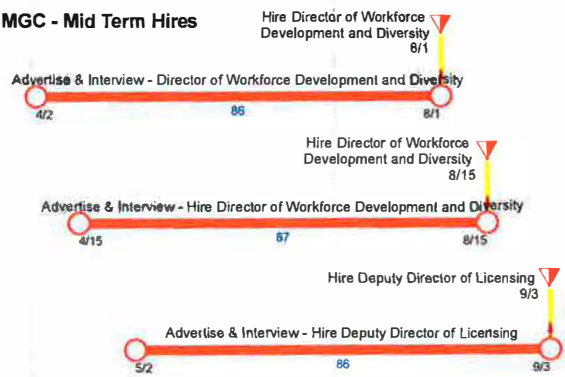 MGC - Mid Term Hires
Hire Director of Workforce
Development and Diversity
8/1
Advertise & Interview - Director of Workforce Development and Diversity
4/2
86
8/1
Hire Director of Workforce
Development and Diversity
8/15
Advertise & Interview - Hire Director of Workforce Development and Diversity
4/15
87
8/15
Hire Deputy Director of Licensing
9/3
Advertise & Interview - Hire Deputy Director of Licensing
5/2
86
9/3